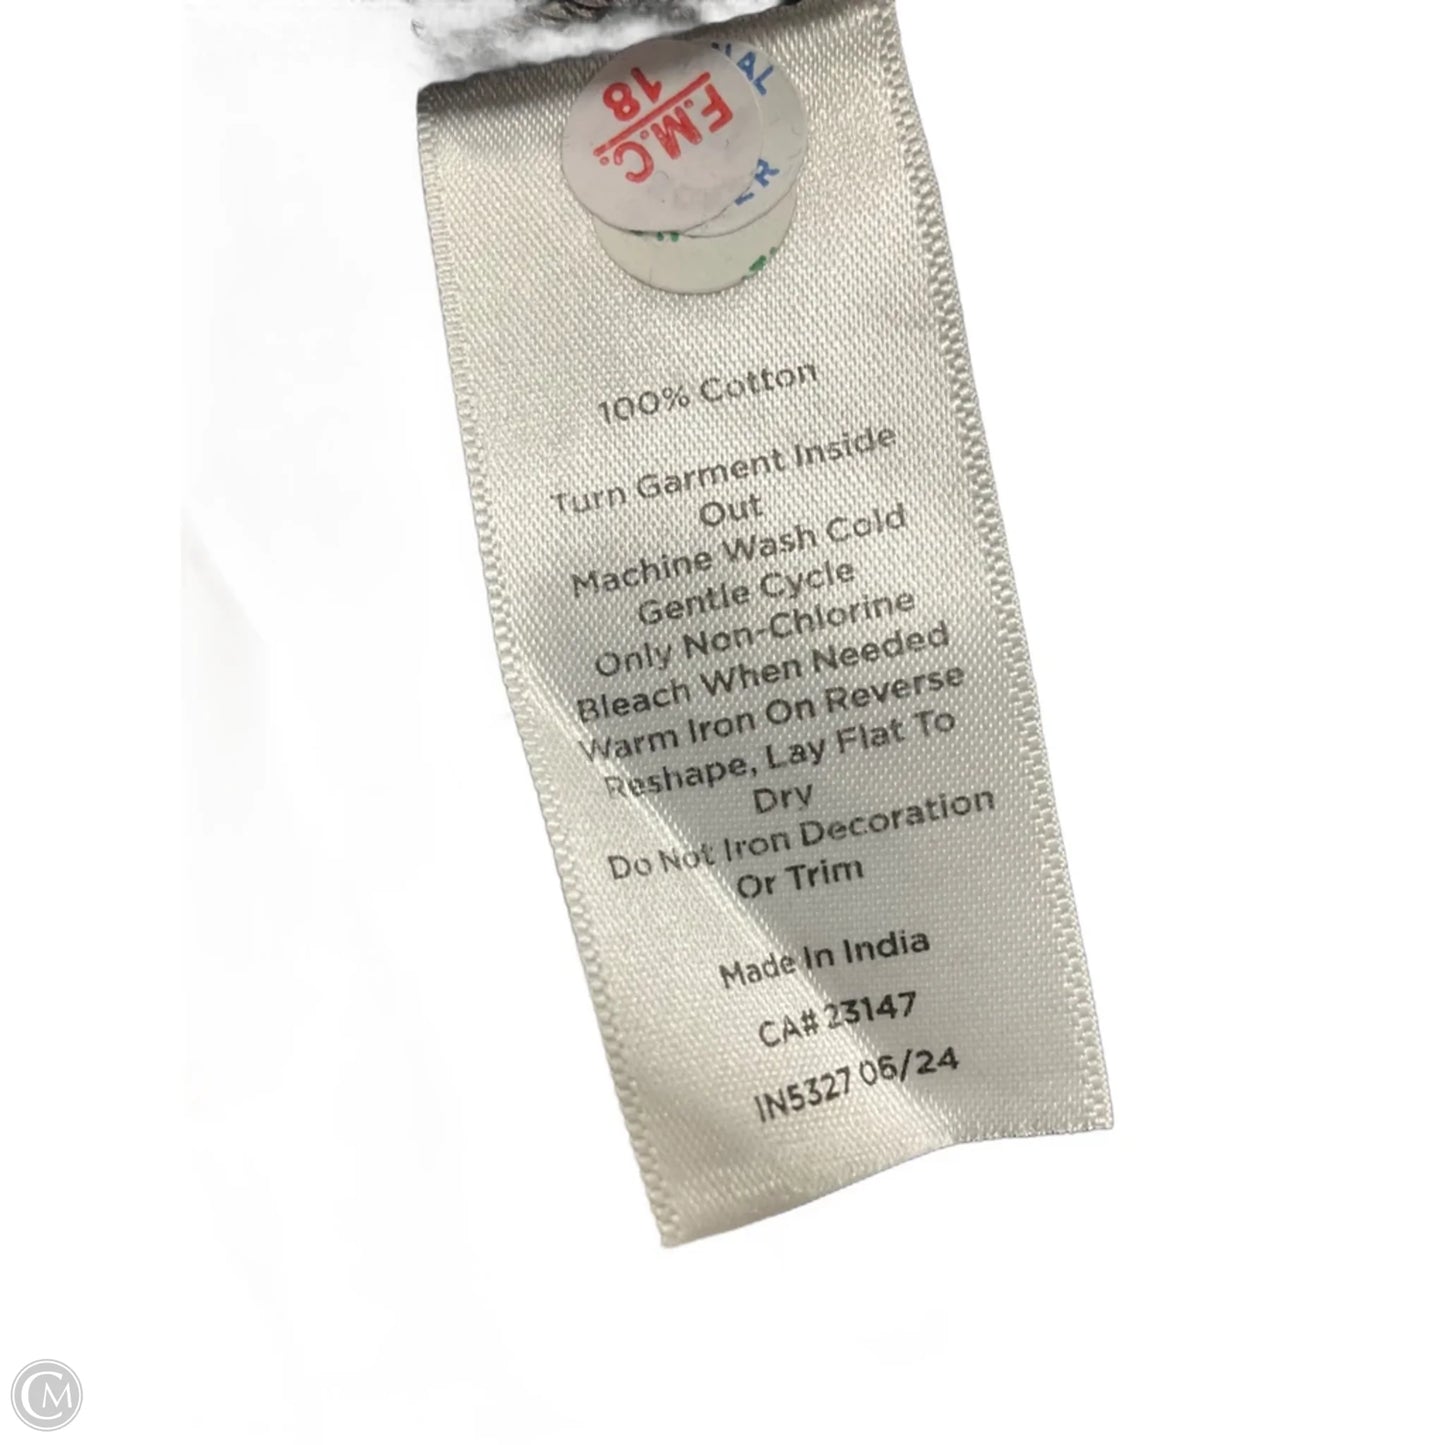 F.M.C.
18
100% Cotton
Turn Garment Inside
Out
Machine Wash Cold
Gentle Cycle
Only Non-Chlorine
Bleach When Needed
Warm Iron On Reverse
Reshape, Lay Flat To
Dry
Do Not Iron Decoration
Or Trim
Made In India
CA# 23147
IN5327 06/24
CM